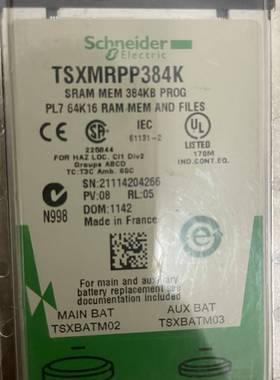 Schneider
Electric
TSXMRPP384K
SRAM MEM 384KB PROG
PL7 64K16 RAM MEM AND FILES
CE
IEC
61131-2
UL
225844
LISTED
FOR HAZ LOC. Cl1 Div2
176M
Groups ABCD
IND.CONT.EQ.
TC:T3C Amb. 60C
SN:21114204266
PV:08 RL:05
N998
DOM:1142
Made in France
For main and auxiliary
battery replacement see
documentation included
MAIN BAT
AUX BAT
TSXBATM02
TSXBATM03